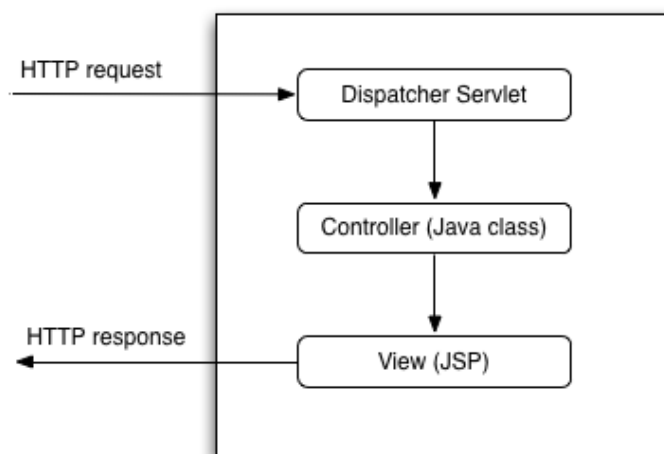 HTTP request
Dispatcher Servlet
Controller (Java class)
HTTP response
View (JSP)